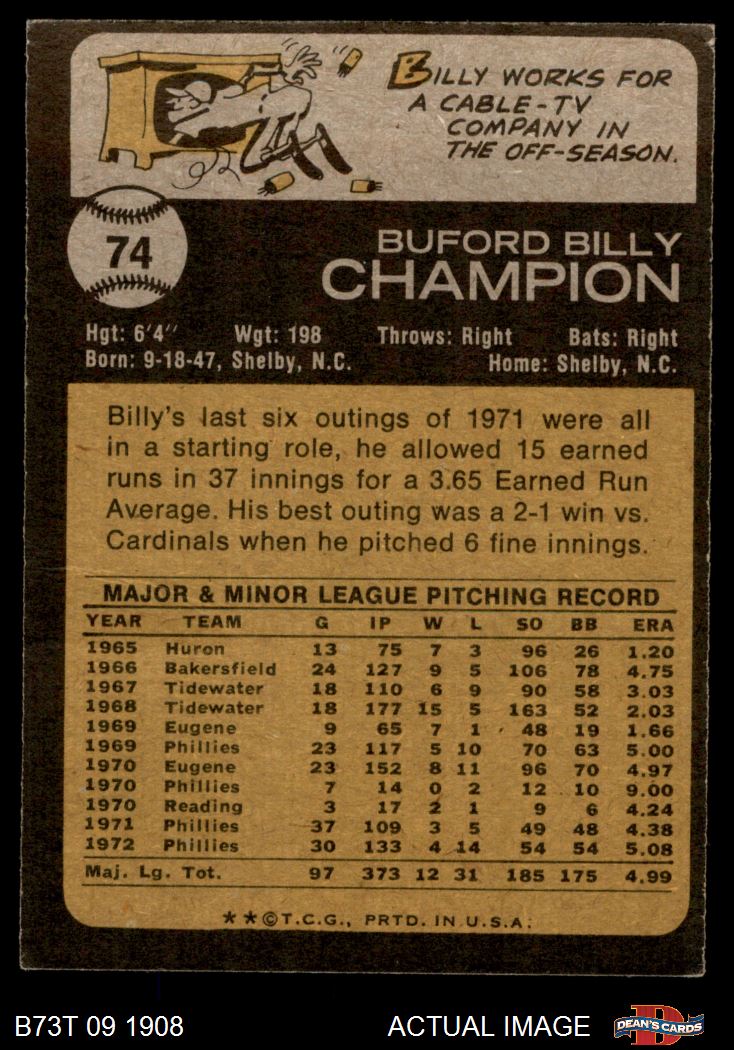 BILLY WORKS FOR
A CABLE-TV
COMPANY IN
THE OFF-SEASON.
74
BUFORD BILLY
CHAMPION
Hgt: 6'4" Wgt: 198 Throws: Right Bats: Right
Born: 9-18-47, Shelby, N.C. Home: Shelby, N.C.
Billy's last six outings of 1971 were all
in a starting role, he allowed 15 earned
runs in 37 innings for a 3.65 Earned Run
Average. His best outing was a 2-1 win vs.
Cardinals when he pitched 6 fine innings.
MAJOR & MINOR LEAGUE PITCHING RECORD
YEAR TEAM G IP W L SO BB ERA
1965 Huron 13 75 7 3 96 26 1.20
1966 Bakersfield 24 127 9 5 106 78 4.75
1967 Tidewater 18 110 6 9 90 58 3.03
1968 Tidewater 18 177 15 5 163 52 2.03
1969 Eugene 9 65 7 1 48 19 1.66
1969 Phillies 23 117 5 10 70 63 5.00
1970 Eugene 23 152 8 11 96 70 4.97
1970 Phillies 7 14 0 2 12 10 9.00
1970 Reading 3 17 2 1 9 6 4.24
1971 Phillies 37 109 3 5 49 48 4.38
1972 Phillies 30 133 4 14 54 54 5.08
Maj. Lg. Tot. 97 373 12 31 185 175 4.99
**©T.C.G., PRTD. IN U.S.A.
B73T 09 1908 ACTUAL IMAGE D DEAN'S CARDS